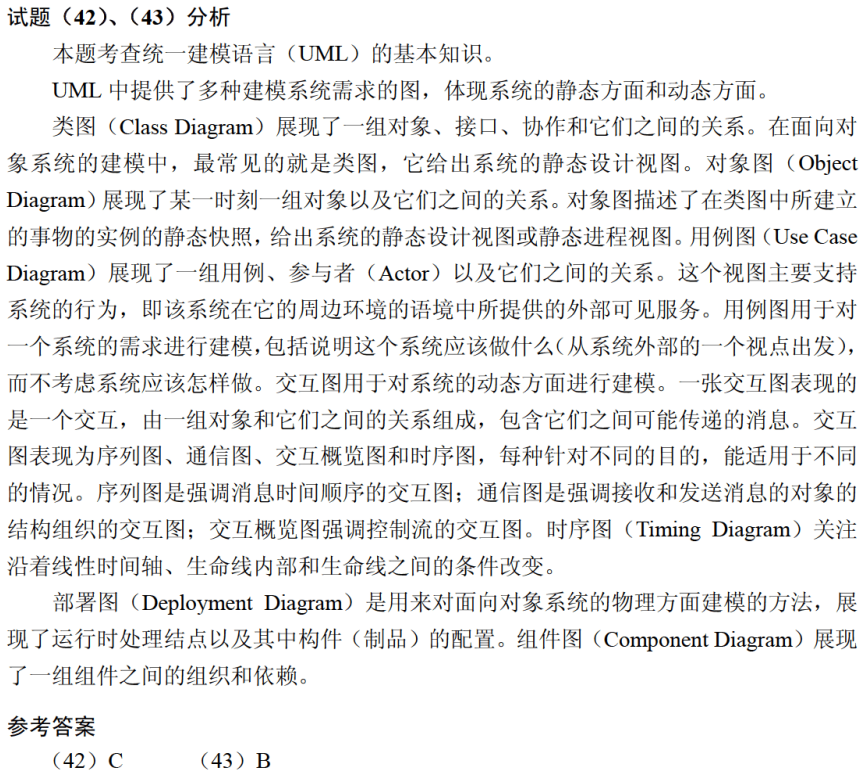 试题（42）、（43）分析
本题考查统一建模语言（UML）的基本知识。
UML 中提供了多种建模系统需求的图，体现系统的静态方面和动态方面。
类图（Class Diagram）展现了一组对象、接口、协作和它们之间的关系。在面向对
象系统的建模中，最常见的就是类图，它给出系统的静态设计视图。对象图（Object
Diagram）展现了某一时刻一组对象以及它们之间的关系。对象图描述了在类图中所建立
的事物的实例的静态快照，给出系统的静态设计视图或静态进程视图。用例图（Use Case
Diagram）展现了一组用例、参与者（Actor）以及它们之间的关系。这个视图主要支持
系统的行为，即该系统在它的周边环境的语境中所提供的外部可见服务。用例图用于对
一个系统的需求进行建模，包括说明这个系统应该做什么（从系统外部的一个视点出发），
而不考虑系统应该怎样做。交互图用于对系统的动态方面进行建模。一张交互图表现的
是一个交互，由一组对象和它们之间的关系组成，包含它们之间可能传递的消息。交互
图表现为序列图、通信图、交互概览图和时序图，每种针对不同的目的，能适用于不同
的情况。序列图是强调消息时间顺序的交互图；通信图是强调接收和发送消息的对象的
结构组织的交互图；交互概览图强调控制流的交互图。时序图（Timing Diagram）关注
沿着线性时间轴、生命线内部和生命线之间的条件改变。
部署图（Deployment Diagram）是用来对面向对象系统的物理方面建模的方法，展
现了运行时处理结点以及其中构件（制品）的配置。组件图（Component Diagram）展现
了一组组件之间的组织和依赖。
参考答案
（42）C （43）B